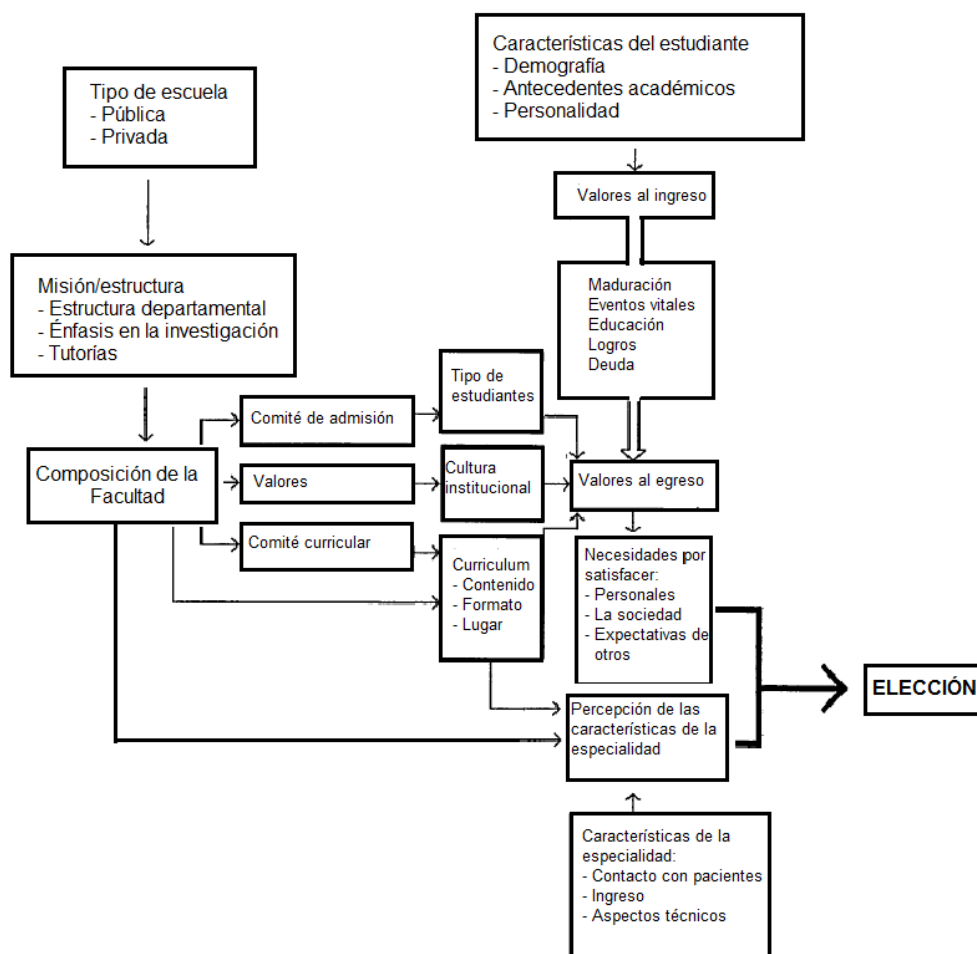 Características del estudiante
- Demografía
- Antecedentes académicos
- Personalidad
Tipo de escuela
- Pública
- Privada
Valores al ingreso
Misión/estructura
- Estructura departamental
- Énfasis en la investigación
- Tutorías
Maduración
Eventos vitales
Educación
Logros
Deuda
Comité de admisión
Tipo de
estudiantes
Composición de la
Facultad
Valores
Cultura
institucional
Valores al egreso
Comité curricular
Curriculum
- Contenido
- Formato
- Lugar
Necesidades por
satisfacer:
- Personales
- La sociedad
- Expectativas de
otros
ELECCIÓN
Percepción de las
características de la
especialidad
Características de la
especialidad:
- Contacto con pacientes
- Ingreso
- Aspectos técnicos